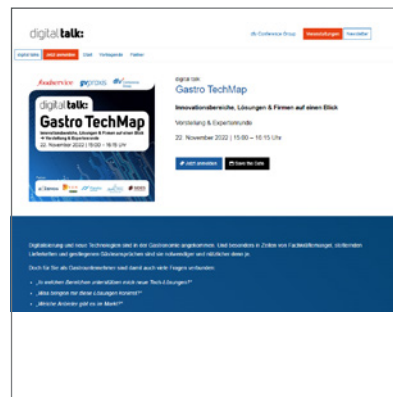 digital talk:
dfv Conference Group
Veranstaltungen
Newsletter
digital talks
Jetzt anmelden
Start
Vortragende
Partner
foodservice
gvpraxis
dfv
digital talk:
Gastro TechMap
Innovationsbereiche, Lösungen & Firmen auf einen Blick
Vorstellung & Expertenrunde
22. November 2022 | 15:00 – 16:15 Uhr
digital talk:
Gastro TechMap
Innovationsbereiche, Lösungen & Firmen auf einen Blick
Vorstellung & Expertenrunde
22. November 2022 | 15:00 – 16:15 Uhr
Jetzt anmelden
Save the Date
Digitalisierung und neue Technologien sind in der Gastronomie angekommen. Und besonders in Zeiten von Fachkräftemangel, stotternden
Lieferketten und gestiegenen Gästeansprüchen sind sie notwendiger und nützlicher denn je.
Doch für Sie als Gastrounternehmer sind damit auch viele Fragen verbunden:
• „In welchen Bereichen unterstützen mich neue Tech-Lösungen?"
• „Was bringen mir diese Lösungen konkret?"
• „Welche Anbieter gibt es im Markt?"